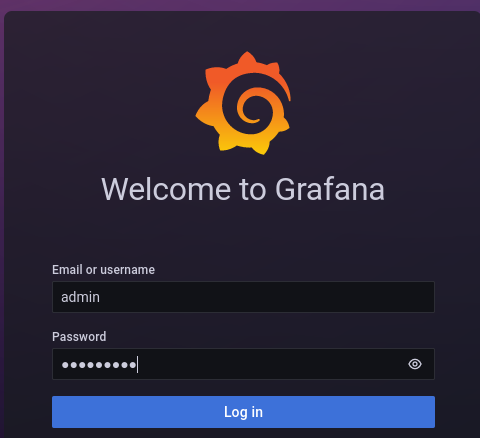 Welcome to Grafana
Email or username
admin
Password
•••••••••
Log in